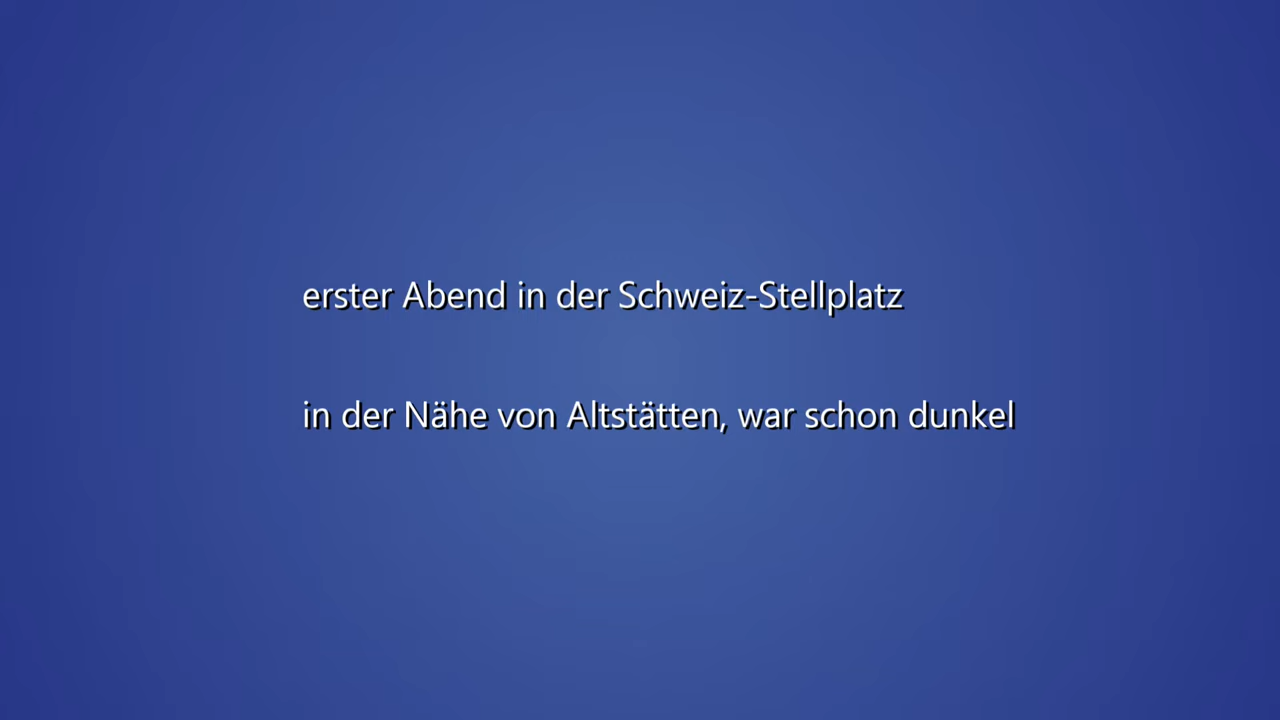 erster Abend in der Schweiz-Stellplatz
in der Nähe von Altstätten, war schon dunkel